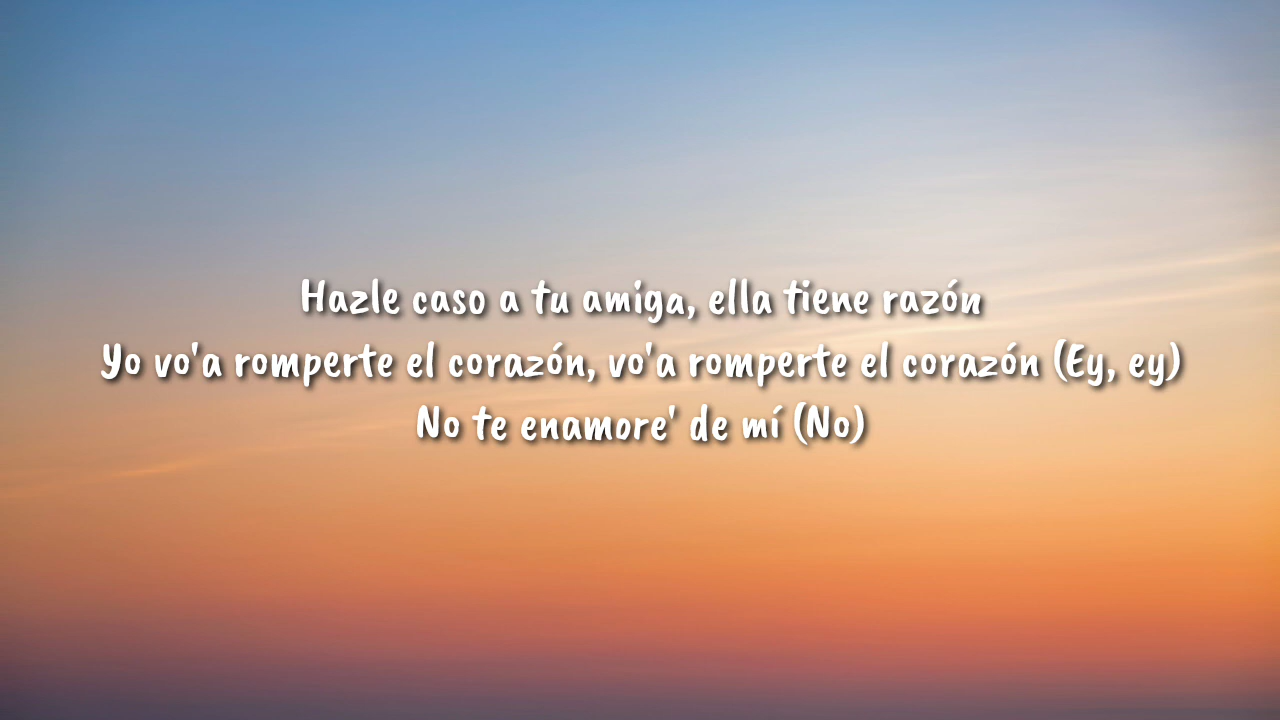 Hazle caso a tu amiga, ella tiene razón
Yo vo'a romperte el corazón, vo'a romperte el corazón (Ey, ey)
No te enamore' de mí (No)